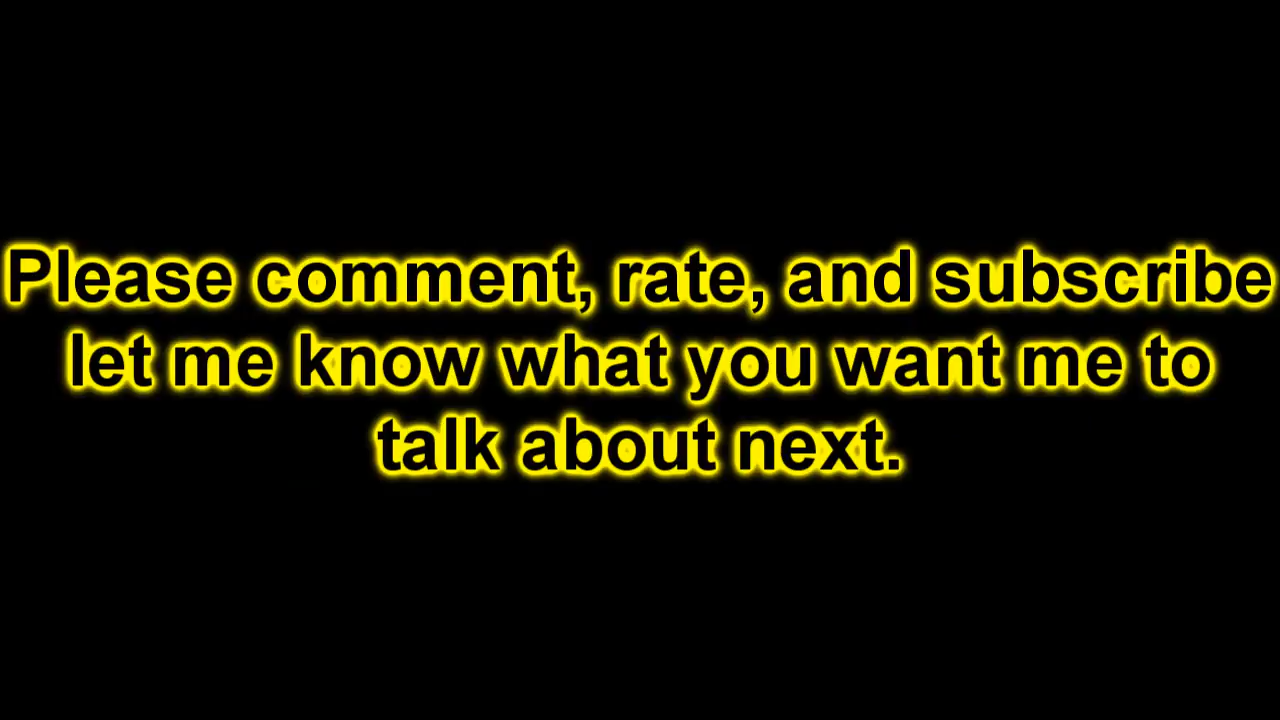 Please comment, rate, and subscribe
let me know what you want me to
talk about next.